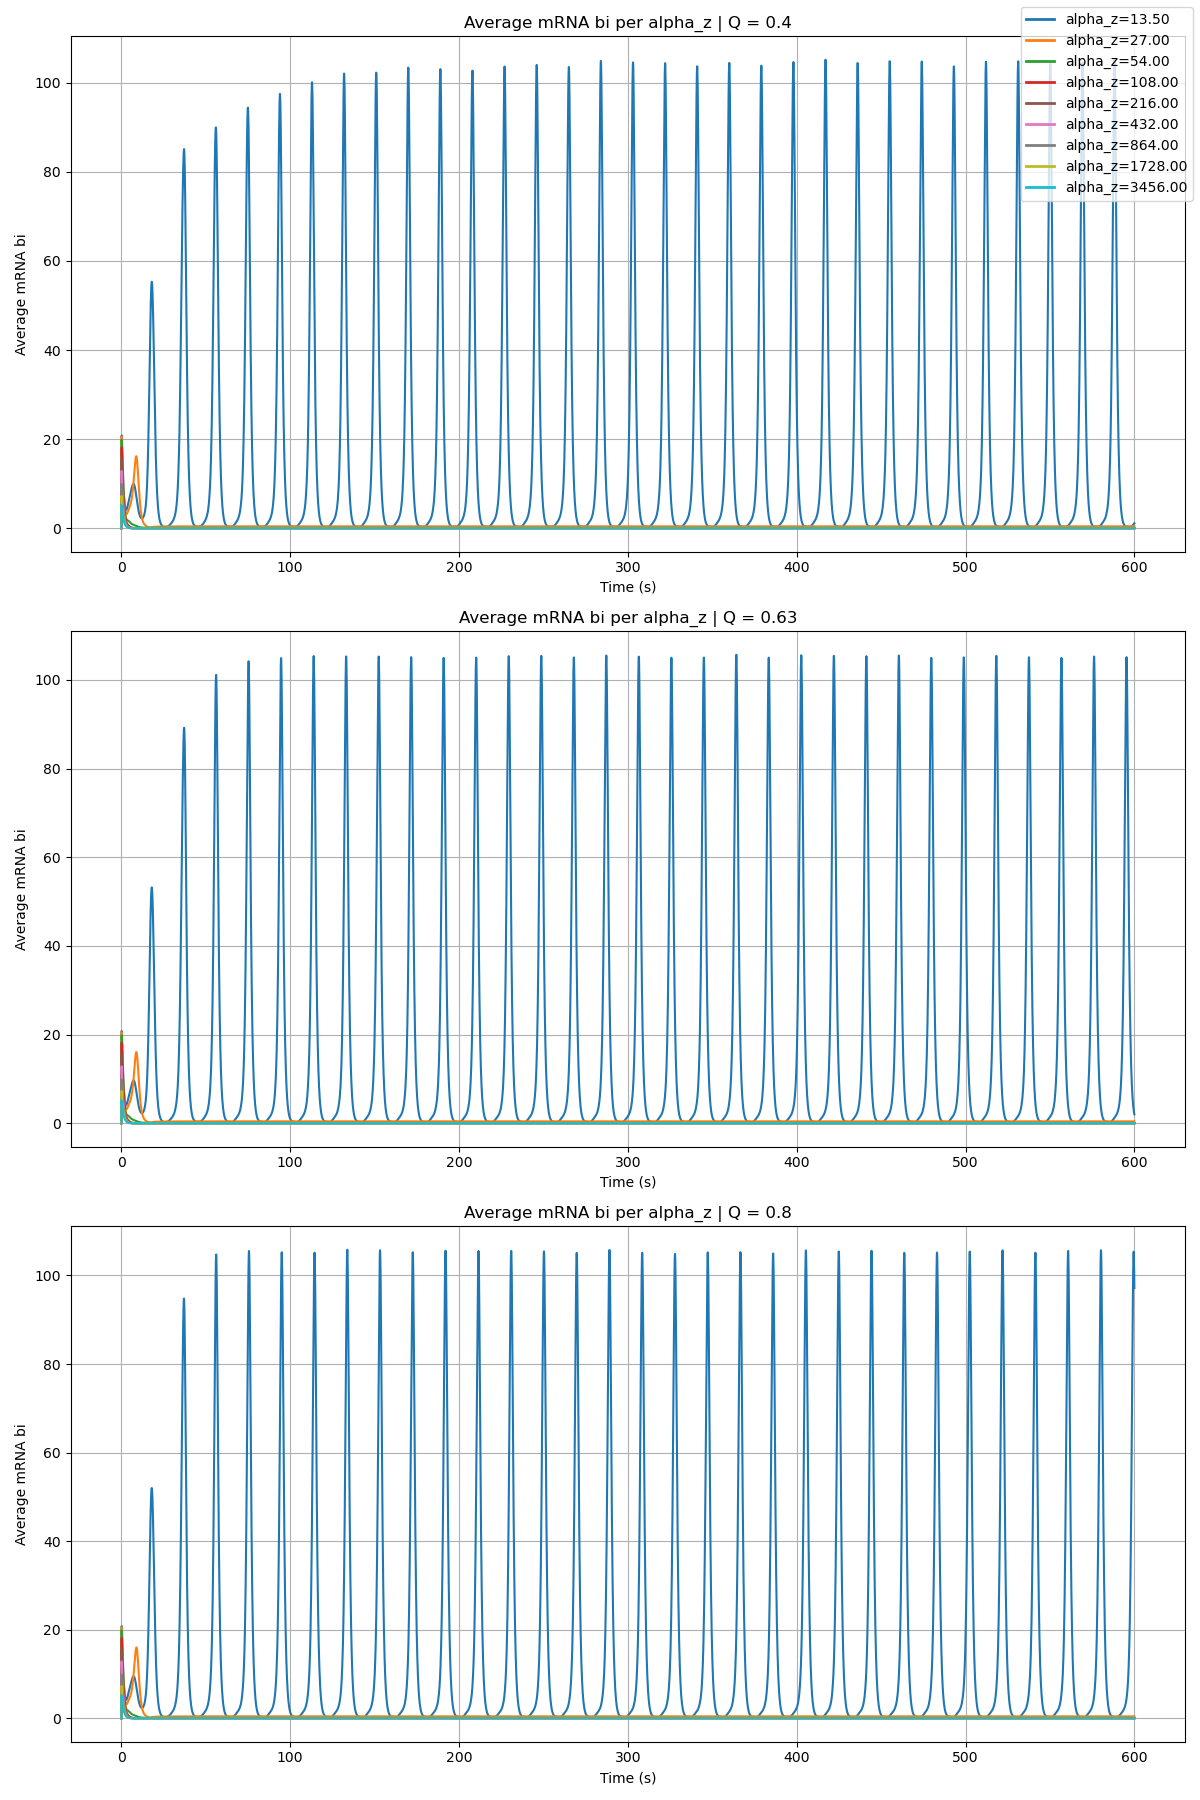 Average mRNA bi per alpha_z | Q = 0.4
alpha_z=13.50
alpha_z=27.00
alpha_z=54.00
alpha_z=108.00
alpha_z=216.00
alpha_z=432.00
alpha_z=864.00
alpha_z=1728.00
alpha_z=3456.00
Average mRNA bi
100
80
60
40
20
0
0 100 200 300 400 500 600
Time (s)
Average mRNA bi per alpha_z | Q = 0.63
Average mRNA bi
100
80
60
40
20
0
0 100 200 300 400 500 600
Time (s)
Average mRNA bi per alpha_z | Q = 0.8
Average mRNA bi
100
80
60
40
20
0
0 100 200 300 400 500 600
Time (s)